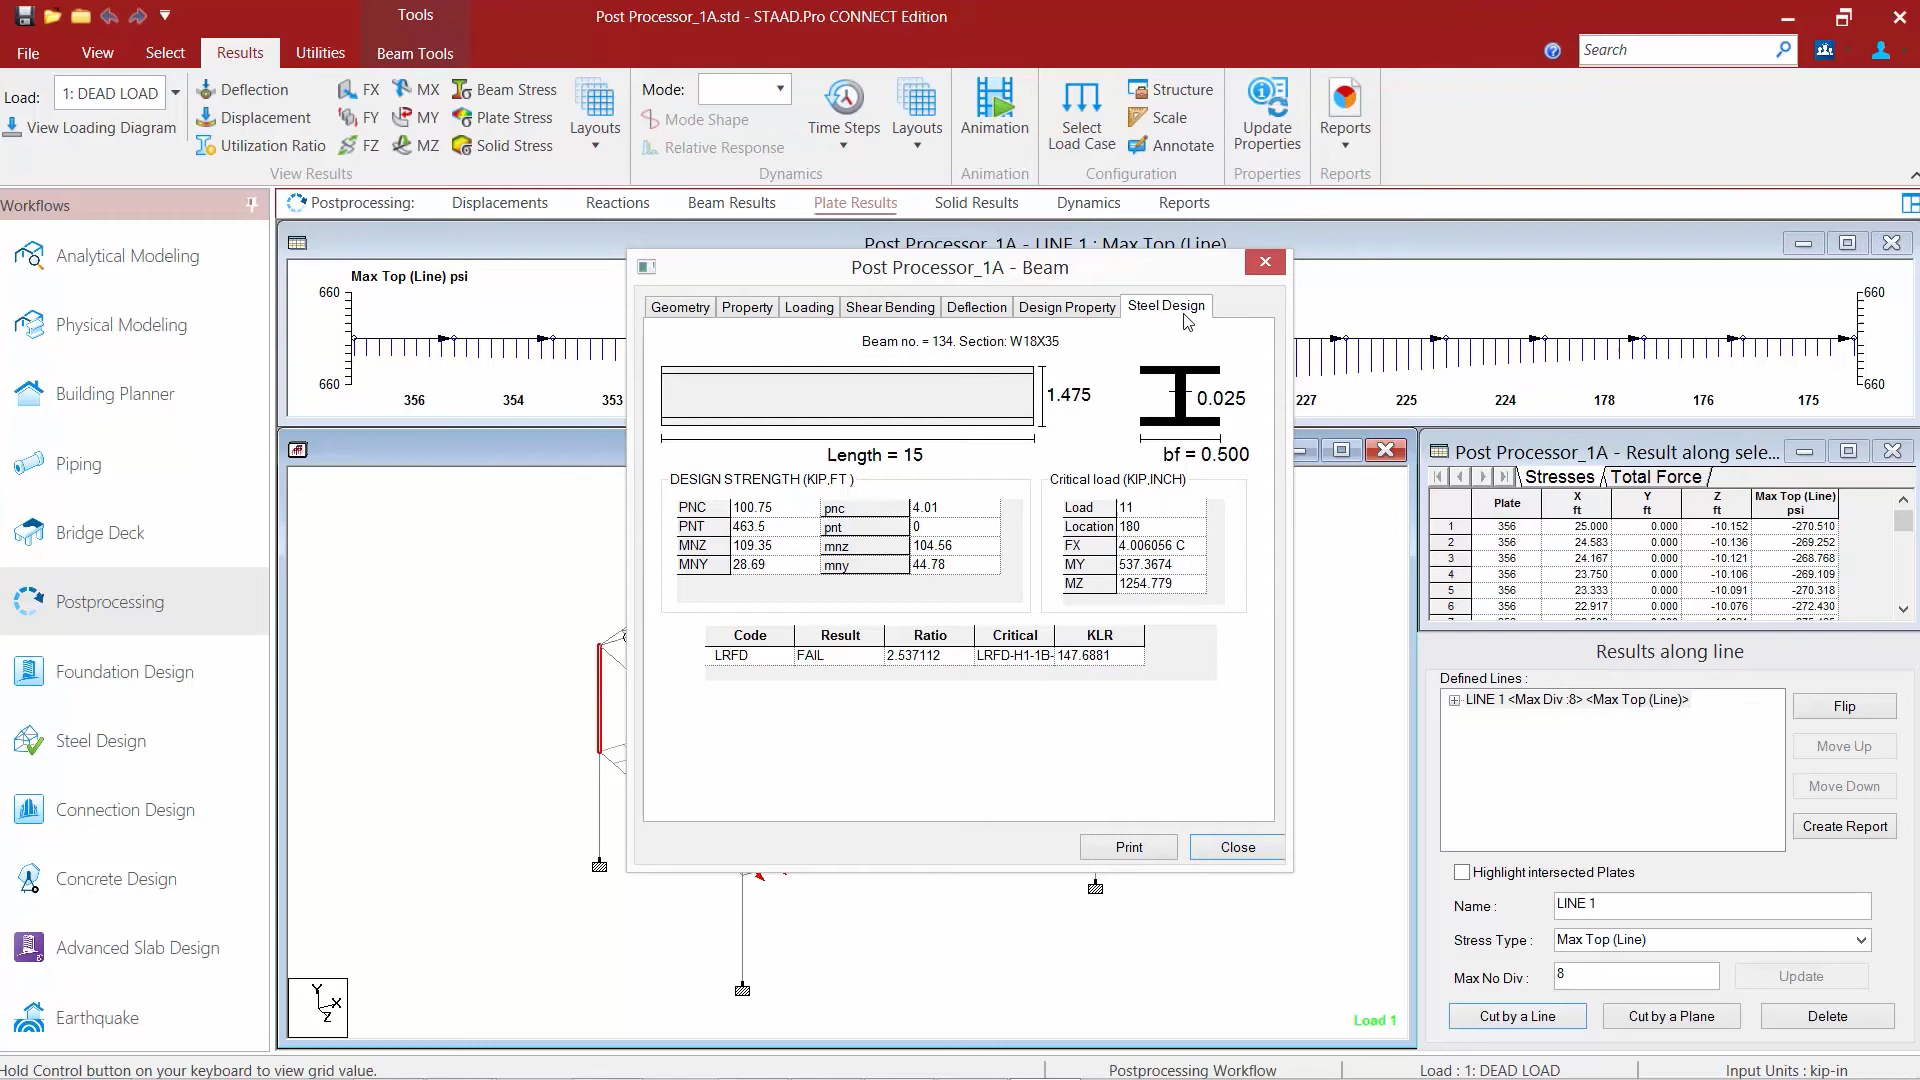 Tools
Post Processor_1A.std - STAAD.Pro CONNECT Edition
File
View
Select
Results
Utilities
Beam Tools
Search
Load:
1: DEAD LOAD
View Loading Diagram
Deflection
Displacement
Utilization Ratio
FX
FY
FZ
MX
MY
MZ
Beam Stress
Plate Stress
Solid Stress
Layouts
View Results
Mode:
Mode Shape
Relative Response
Time Steps
Layouts
Dynamics
Animation
Animation
Select
Load Case
Structure
Scale
Annotate
Configuration
Update
Properties
Properties
Reports
Reports
Workflows
Analytical Modeling
Physical Modeling
Building Planner
Piping
Bridge Deck
Postprocessing
Foundation Design
Steel Design
Connection Design
Concrete Design
Advanced Slab Design
Earthquake
Postprocessing:
Displacements
Reactions
Beam Results
Plate Results
Solid Results
Dynamics
Reports
Post Processor_1A - LINE 1 : Max Top (Line)
Max Top (Line) psi
660
660
356 354 353
660
660
227 225 224 178 176 175
Post Processor_1A - Beam
Geometry
Property
Loading
Shear Bending
Deflection
Design Property
Steel Design
Beam no. = 134. Section: W18X35
1.475
0.025
Length = 15
bf = 0.500
DESIGN STRENGTH (KIP,FT )
PNC 100.75 pnc 4.01
PNT 463.5 pnt 0
MNZ 109.35 mnz 104.56
MNY 28.69 mny 44.78
Critical load (KIP,INCH)
Load 11
Location 180
FX 4.006056 C
MY 537.3674
MZ 1254.779
Code Result Ratio Critical KLR
LRFD FAIL 2.537112 LRFD-H1-1B- 147.6881
Print
Close
Y
X
Z
Load 1
Post Processor_1A - Result along sele...
Stresses
Total Force
Plate X ft Y ft Z ft Max Top (Line) psi
1 356 25.000 0.000 -10.152 -270.510
2 356 24.583 0.000 -10.136 -269.252
3 356 24.167 0.000 -10.121 -268.768
4 356 23.750 0.000 -10.106 -269.109
5 356 23.333 0.000 -10.091 -270.318
6 356 22.917 0.000 -10.076 -272.430
Results along line
Defined Lines :
LINE 1 <Max Div :8> <Max Top (Line)>
Flip
Move Up
Move Down
Create Report
Highlight intersected Plates
Name :
LINE 1
Stress Type :
Max Top (Line)
Max No Div :
8
Update
Cut by a Line
Cut by a Plane
Delete
Hold Control button on your keyboard to view grid value.
Postprocessing Workflow
Load : 1: DEAD LOAD
Input Units : kip-in